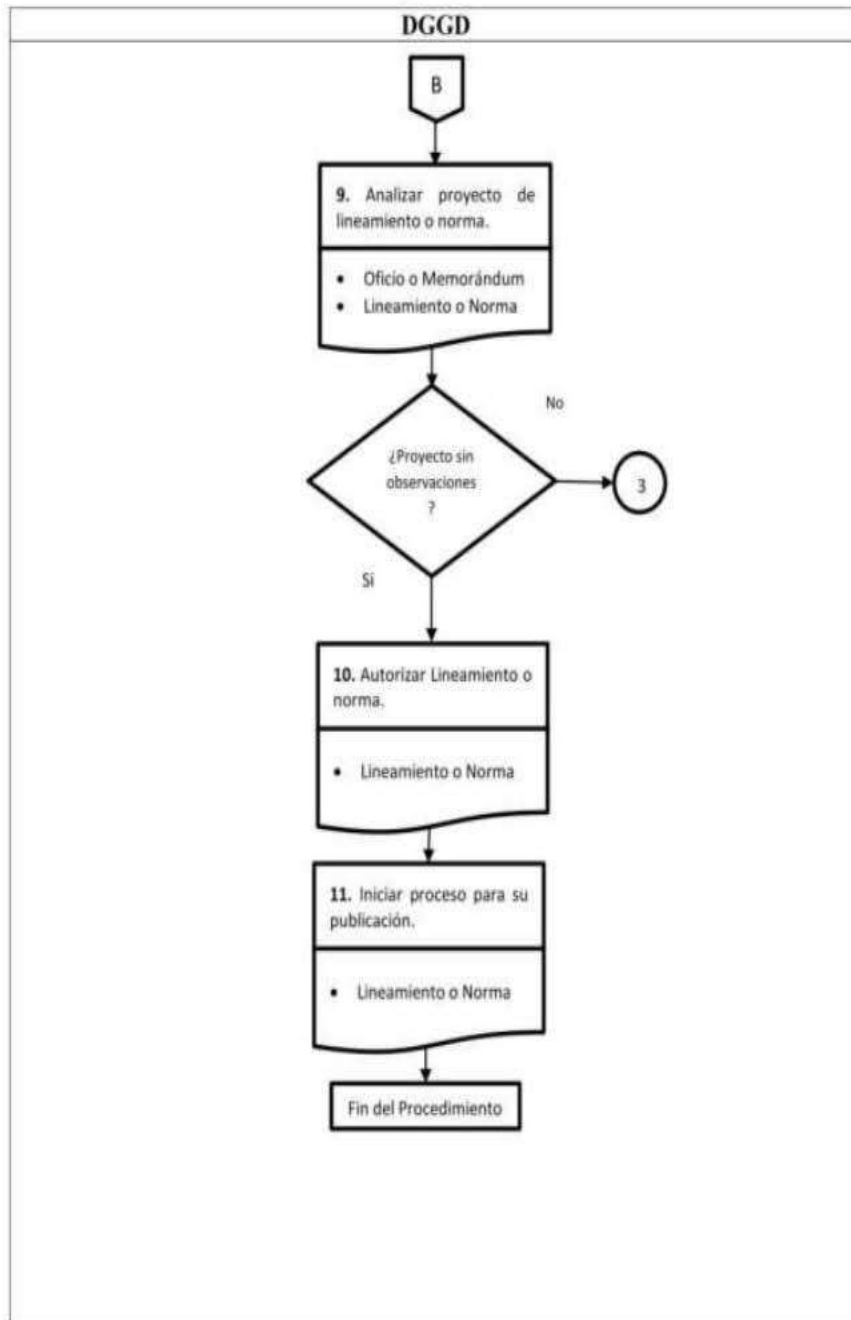 DGGD
B
9. Analizar proyecto de
lineamiento o norma.
• Oficio o Memorándum
• Lineamiento o Norma
No
¿Proyecto sin
observaciones
?
3
Si
10. Autorizar Lineamiento o
norma.
• Lineamiento o Norma
11. Iniciar proceso para su
publicación.
• Lineamiento o Norma
Fin del Procedimiento